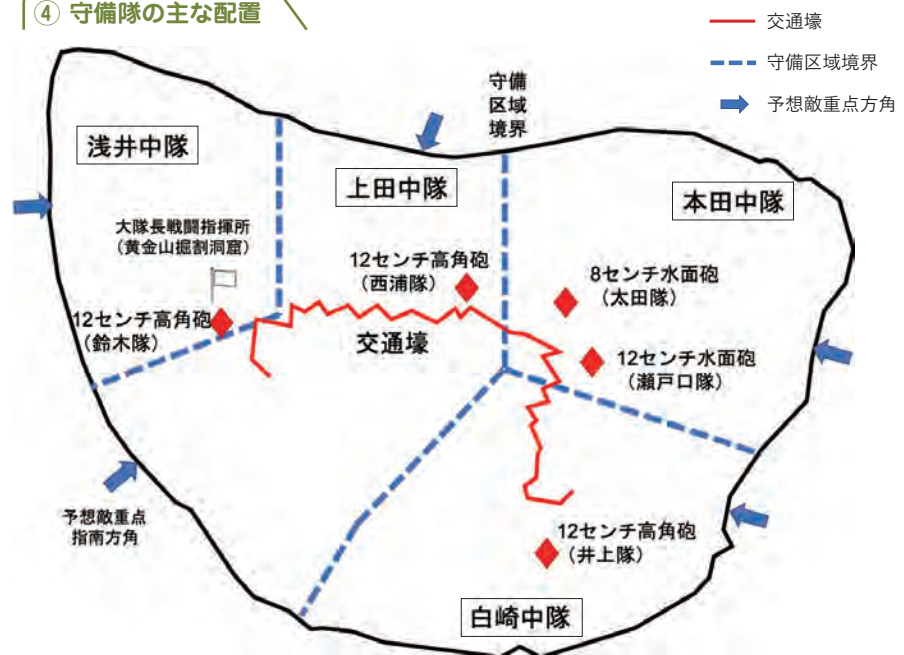 ④ 守備隊の主な配置
交通壕
守備区域境界
予想敵重点方角
守備
区域
境界
浅井中隊
上田中隊
本田中隊
大隊長戦闘指揮所
（黄金山掘割洞窟）
12センチ高角砲
（西浦隊）
8センチ水面砲
（太田隊）
12センチ高角砲
（鈴木隊）
交通壕
12センチ水面砲
（瀬戸口隊）
予想敵重点
指南方角
12センチ高角砲
（井上隊）
白崎中隊